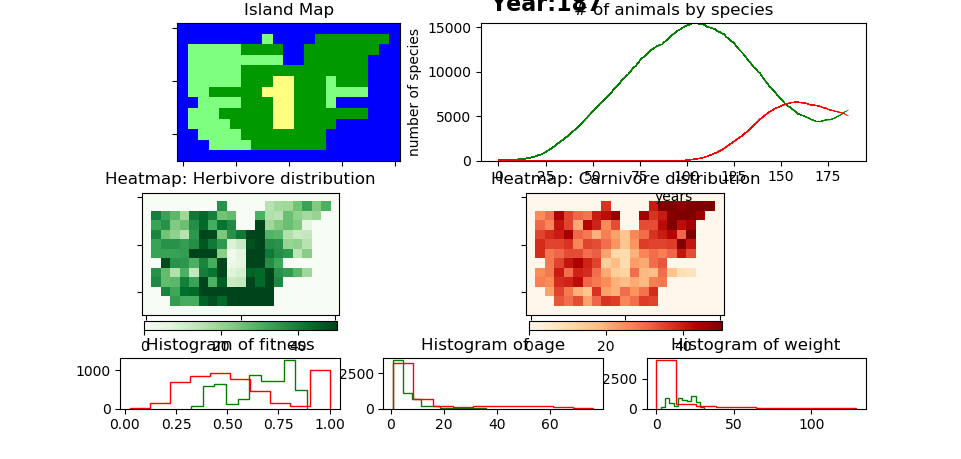 Year:187
Island Map
# of animals by species
number of species
15000
10000
5000
0
0 25 50 75 100 125 150 175
years
Heatmap: Herbivore distribution
Heatmap: Carnivore distribution
0 20 40
0 20 40
Histogram of fitness
Histogram of age
Histogram of weight
1000
0
0.00 0.25 0.50 0.75 1.00
2500
0
0 20 40 60
2500
0
0 50 100